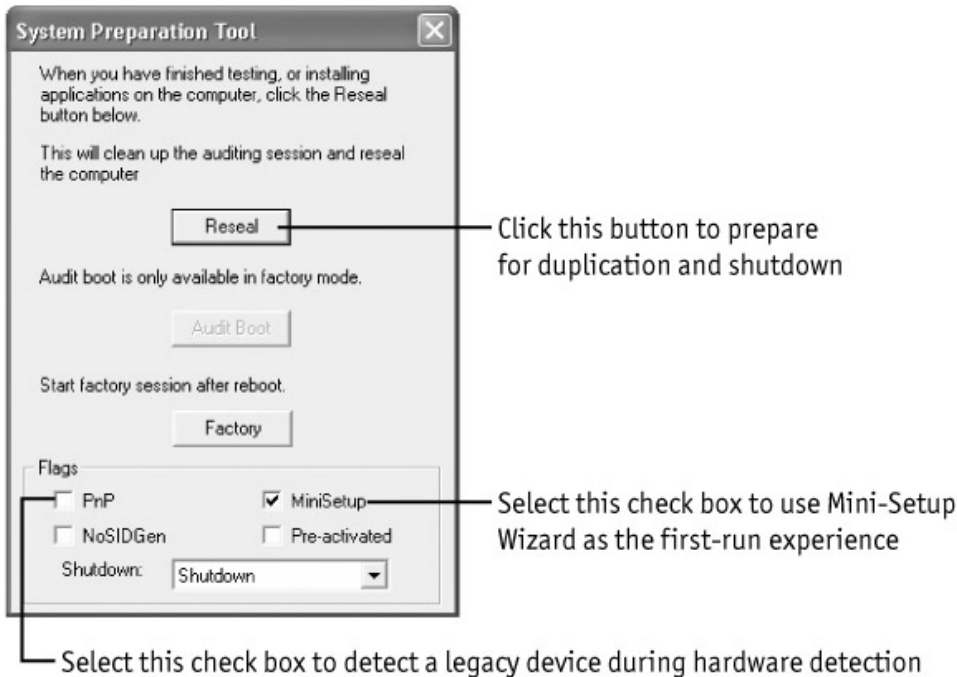 System Preparation Tool
When you have finished testing, or installing
applications on the computer, click the Reseal
button below.
This will clean up the auditing session and reseal
the computer
Reseal
Click this button to prepare
for duplication and shutdown
Audit boot is only available in factory mode.
Audit Boot
Start factory session after reboot.
Factory
Flags
PnP
MiniSetup
Select this check box to use Mini-Setup
Wizard as the first-run experience
NoSIDGen
Pre-activated
Shutdown:
Shutdown
Select this check box to detect a legacy device during hardware detection